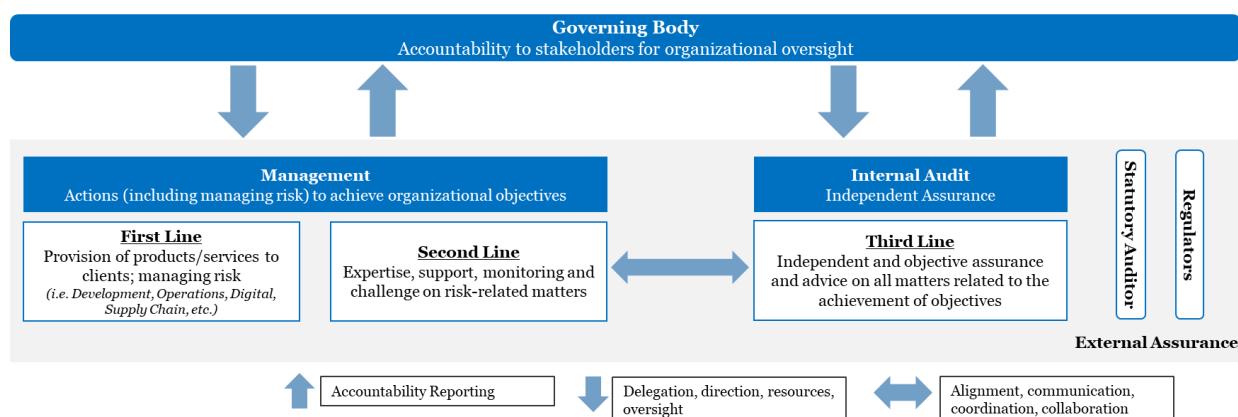 Governing Body
Accountability to stakeholders for organizational oversight
Management
Actions (including managing risk) to achieve organizational objectives
Internal Audit
Independent Assurance
First Line
Provision of products/services to
clients; managing risk
(i.e. Development, Operations, Digital,
Supply Chain, etc.)
Second Line
Expertise, support, monitoring and
challenge on risk-related matters
Third Line
Independent and objective assurance
and advice on all matters related to the
achievement of objectives
Statutory Auditor
Regulators
External Assurance
Accountability Reporting
Delegation, direction, resources,
oversight
Alignment, communication,
coordination, collaboration